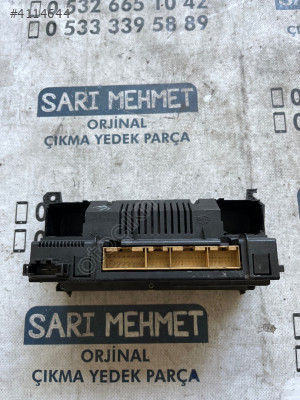 #4114644
0 532 665 10 42
0 533 339 58 89
SARI MEHMET
ORJİNAL
ÇIKMA YEDEK PARÇA
SARI MEHMET
ORJİNAL
ÇIKMA YEDEK PARÇA